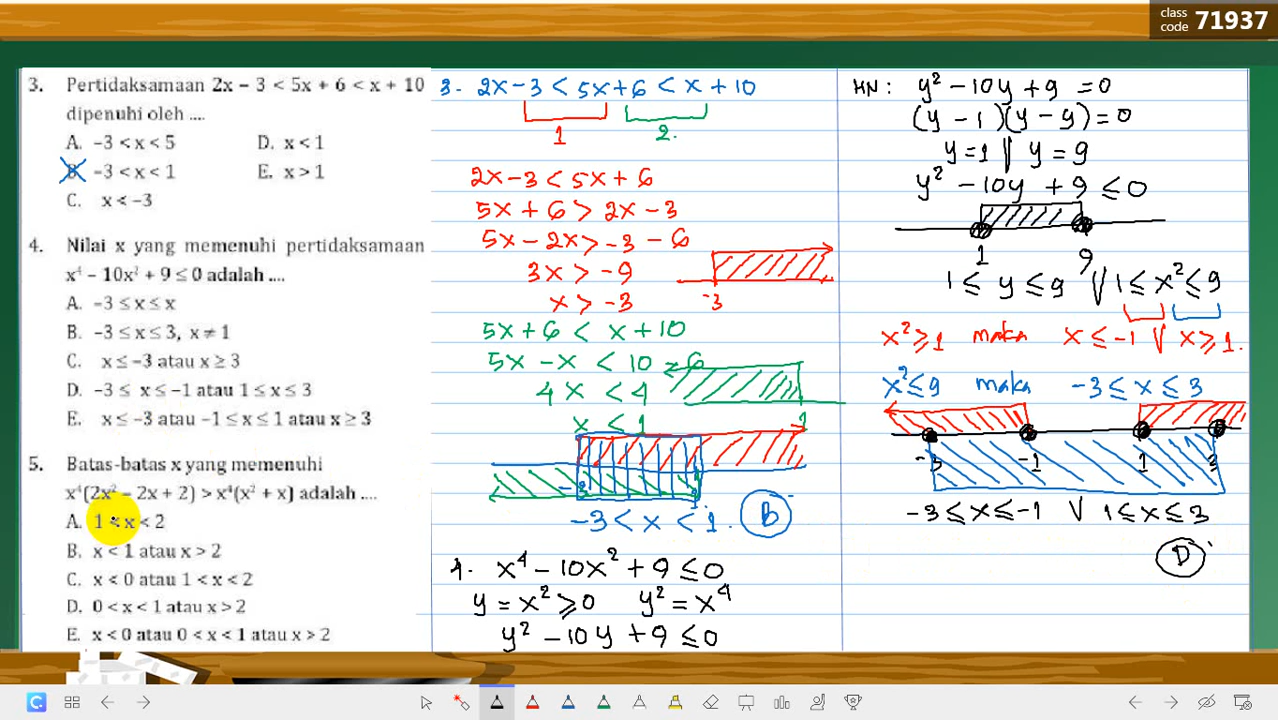 class code 71937
3. Pertidaksamaan 2x – 3 < 5x + 6 < x + 10
dipenuhi oleh ....
A. –3 < x < 5 D. x < 1
B. –3 < x < 1 E. x > 1
C. x < –3
4. Nilai x yang memenuhi pertidaksamaan
x⁴ – 10x² + 9 ≤ 0 adalah ....
A. –3 ≤ x ≤ x
B. –3 ≤ x ≤ 3, x ≠ 1
C. x ≤ –3 atau x ≥ 3
D. –3 ≤ x ≤ –1 atau 1 ≤ x ≤ 3
E. x ≤ –3 atau –1 ≤ x ≤ 1 atau x ≥ 3
5. Batas-batas x yang memenuhi
x⁴(2x² – 2x + 2) > x⁴(x² + x] adalah ....
A. 1 < x < 2
B. x < 1 atau x > 2
C. x < 0 atau 1 < x < 2
D. 0 < x < 1 atau x > 2
E. x < 0 atau 0 < x < 1 atau x > 2
3. 2x – 3 < 5x + 6 < x + 10
1 2.
2x – 3 < 5x + 6
5x + 6 > 2x – 3
5x – 2x > –3 – 6
3x > –9
x > –3 –3
5x + 6 < x + 10
5x – x < 10 – 6
4x < 4
x < 1 1
–3 1
–3 < x < 1. B
4. x⁴ – 10x² + 9 ≤ 0
y = x² ≥ 0 y² = x⁴
y² – 10y + 9 ≤ 0
HN : y² – 10y + 9 = 0
(y – 1)(y – 9) = 0
y = 1 V y = 9
y² – 10y + 9 ≤ 0
1 9
1 ≤ y ≤ 9 V 1 ≤ x² ≤ 9
x² ≥ 1 maka x ≤ –1 V x ≥ 1.
x² ≤ 9 maka –3 ≤ x ≤ 3
–3 –1 1 3
–3 ≤ x ≤ –1 V 1 ≤ x ≤ 3
D